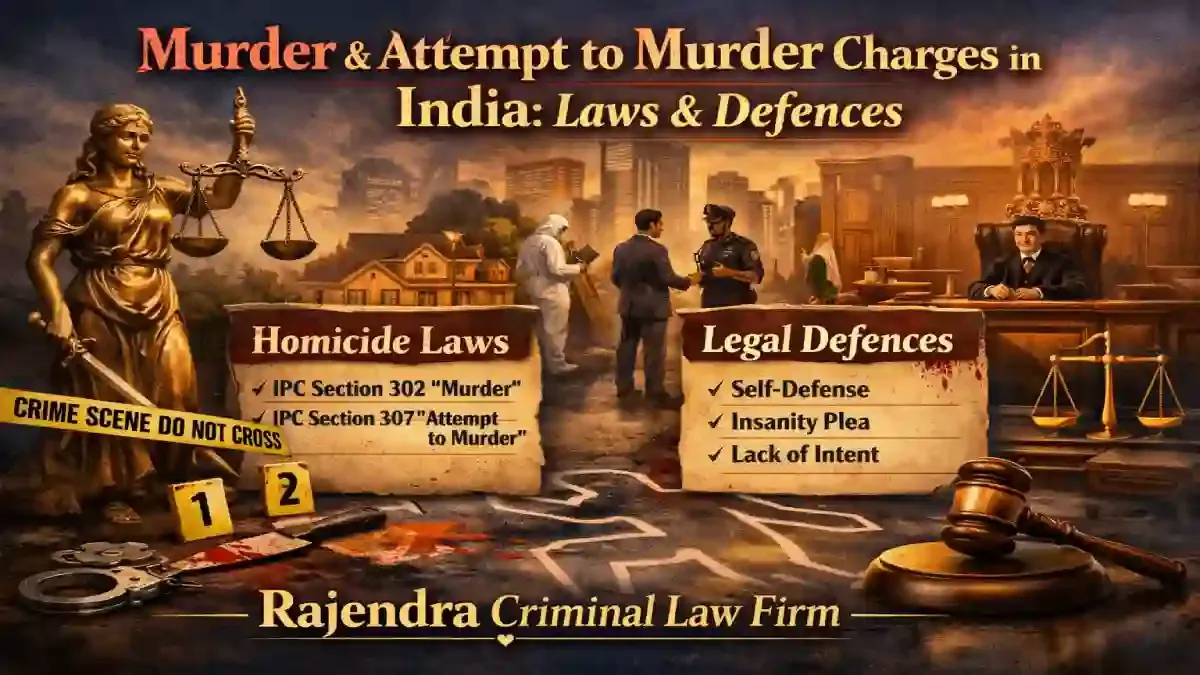 Murder & Attempt to Murder Charges in
India: Laws & Defences
Homicide Laws
✓ IPC Section 302 "Murder"
✓ IPC Section 307"Attempt
to Murder"
Legal Defences
✓ Self-Defense
✓ Insanity Plea
✓ Lack of Intent
CRIME SCENE DO NOT CROSS
1
2
Rajendra Criminal Law Firm